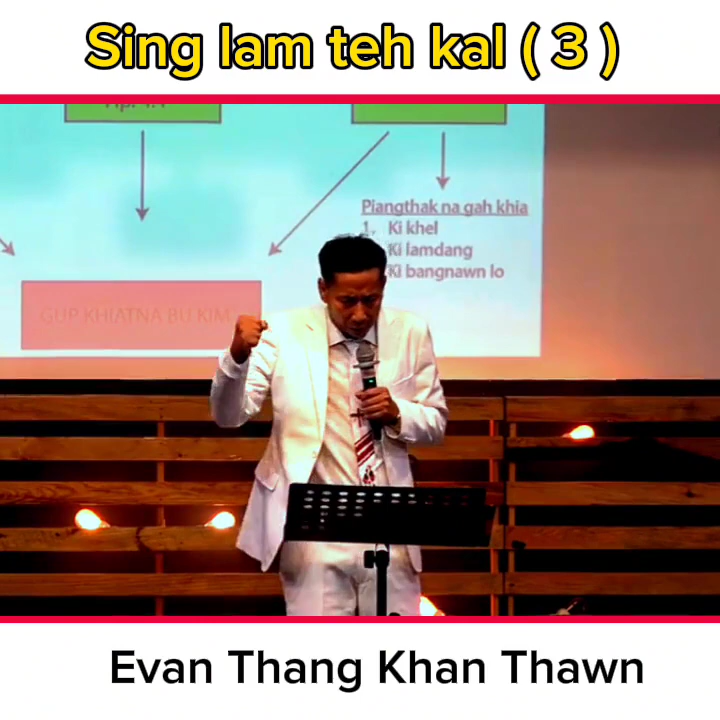 Sing lam teh kal ( 3 )
Piangthak na gah khia
1. Ki khel
Ki lamdang
Ki bangnawn lo
GUP KHIATNA BU KIM
Evan Thang Khan Thawn